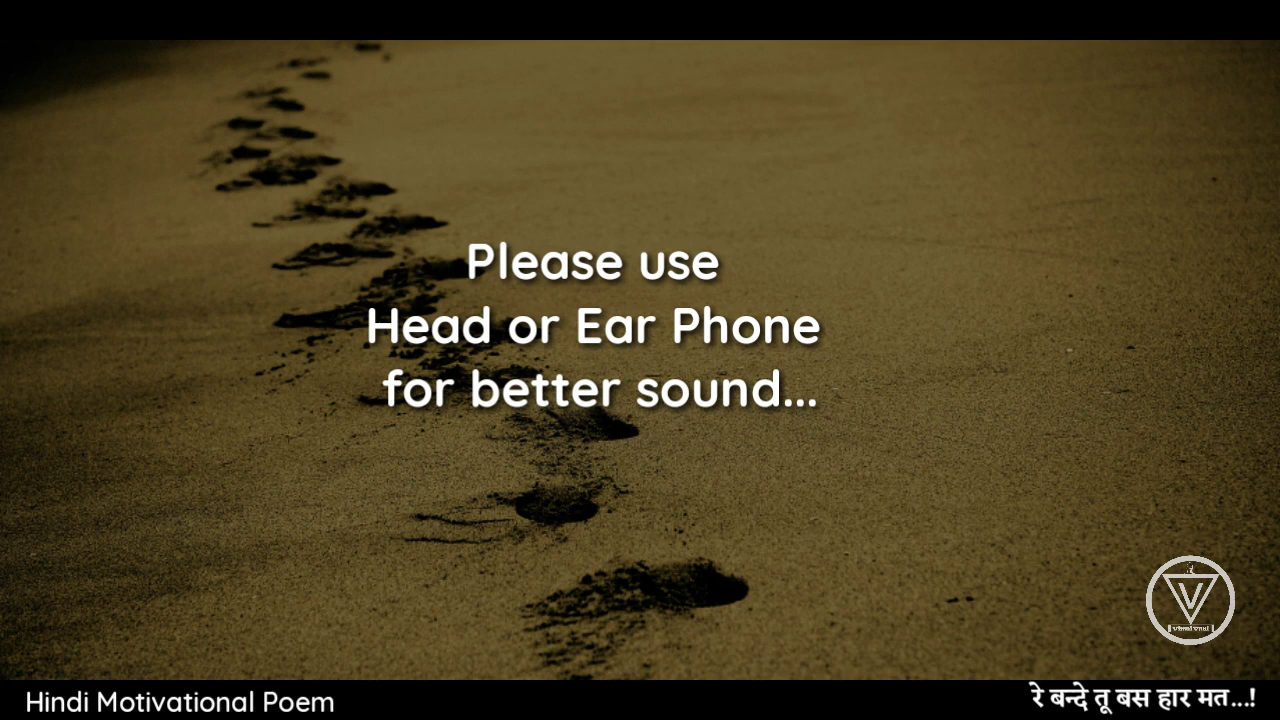 Please use
Head or Ear Phone
for better sound...
Hindi Motivational Poem
रे बन्दे तू बस हार मत...!